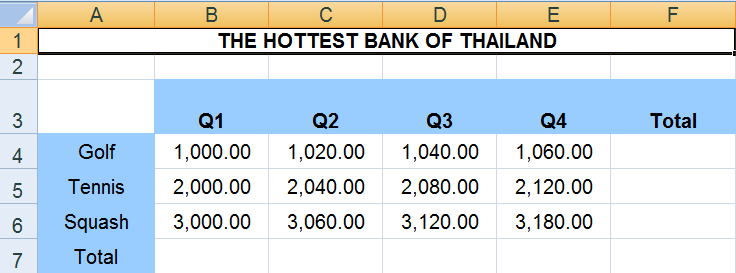 A B C D E F
1 THE HOTTEST BANK OF THAILAND
2
3 Q1 Q2 Q3 Q4 Total
4 Golf 1,000.00 1,020.00 1,040.00 1,060.00
5 Tennis 2,000.00 2,040.00 2,080.00 2,120.00
6 Squash 3,000.00 3,060.00 3,120.00 3,180.00
7 Total